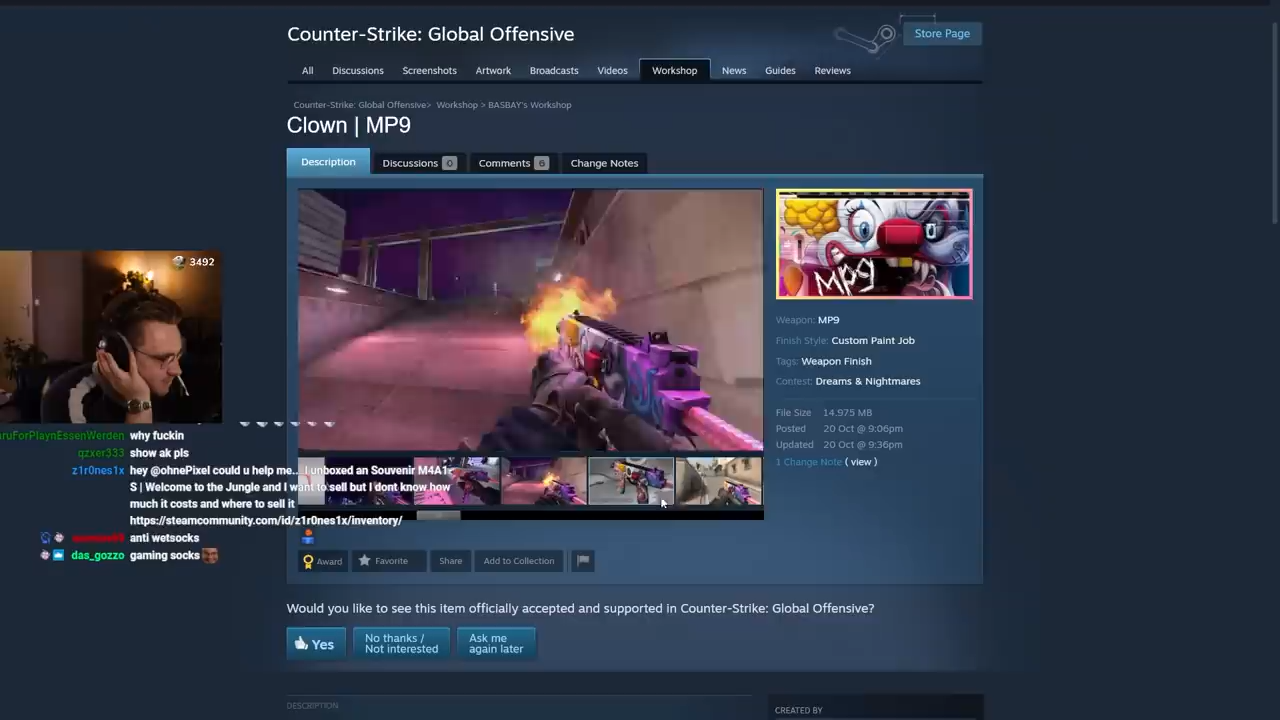 Counter-Strike: Global Offensive
Store Page
All Discussions Screenshots Artwork Broadcasts Videos Workshop News Guides Reviews
Counter-Strike: Global Offensive> Workshop > BASBAY's Workshop
Clown | MP9
Description Discussions 0 Comments 6 Change Notes
MP9
Weapon: MP9
Finish Style: Custom Paint Job
Tags: Weapon Finish
Contest: Dreams & Nightmares
File Size 14.975 MB
Posted 20 Oct @ 9:06pm
Updated 20 Oct @ 9:36pm
1 Change Note ( view )
3492
aruForPlaynEssenWerden why fuckin
qzxer333 show ak pls
z1r0nes1x hey @ohnePixel could u help me... I unboxed an Souvenir M4A1-
S | Welcome to the Jungle and I want to sell but I dont know how
much it costs and where to sell it
https://steamcommunity.com/id/z1r0nes1x/inventory/
anti wetsocks
das_gozzo gaming socks
Award Favorite Share Add to Collection
Would you like to see this item officially accepted and supported in Counter-Strike: Global Offensive?
Yes
No thanks /
Not interested
Ask me
again later
DESCRIPTION
CREATED BY